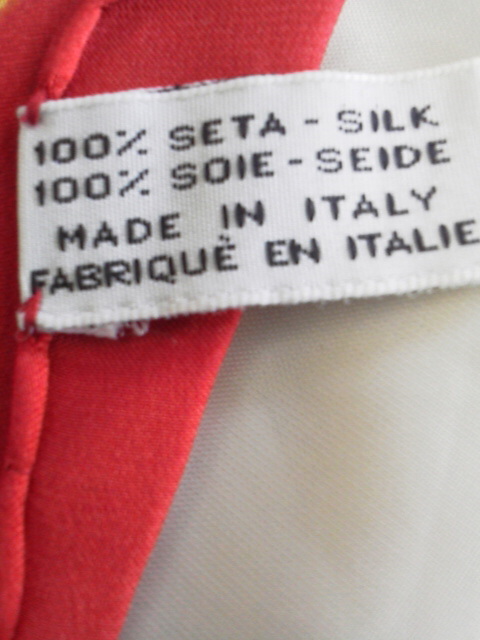 100% SETA - SILK
100% SOIE - SEIDE
MADE IN ITALY
FABRIQUÈ EN ITALIE